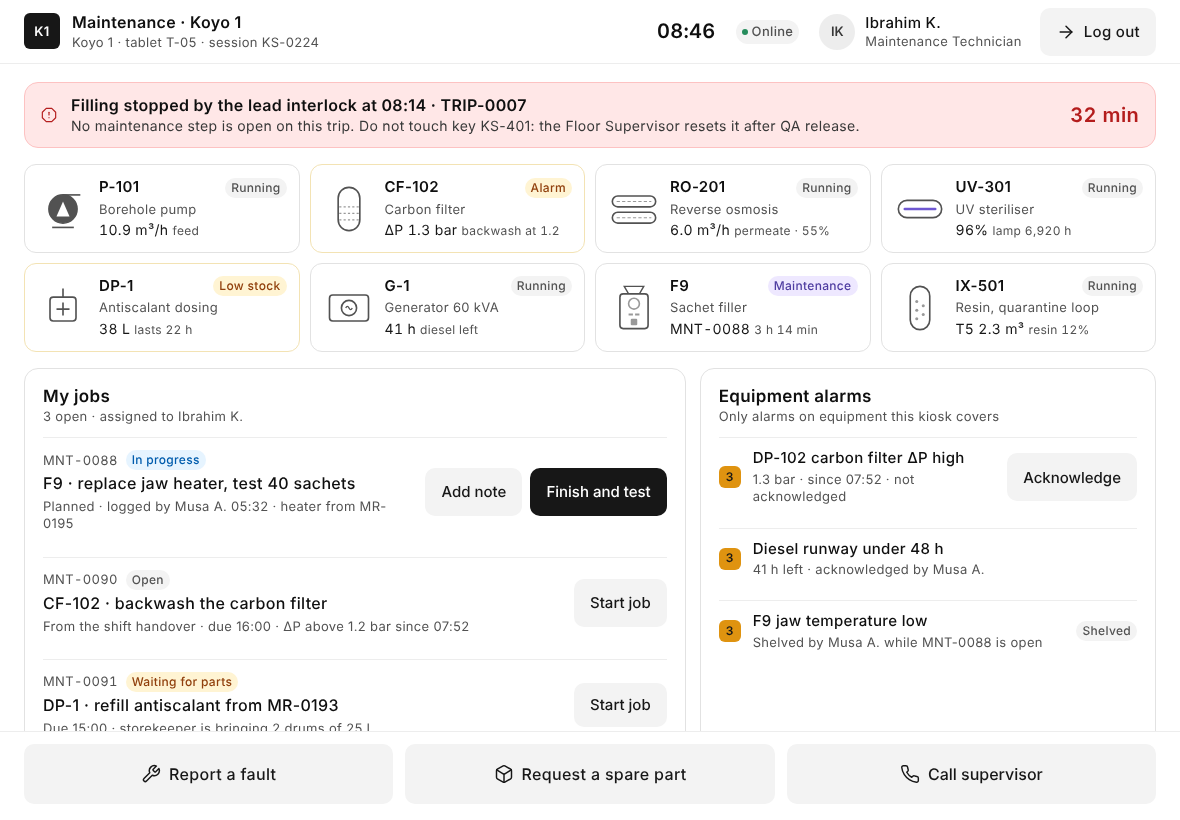 K1
Maintenance · Koyo 1
Koyo 1 · tablet T-05 · session KS-0224
08:46
Online
IK
Ibrahim K.
Maintenance Technician
Log out
Filling stopped by the lead interlock at 08:14 · TRIP-0007
No maintenance step is open on this trip. Do not touch key KS-401: the Floor Supervisor resets it after QA release.
32 min
P-101
Running
Borehole pump
10.9 m³/h feed
CF-102
Alarm
Carbon filter
ΔP 1.3 bar backwash at 1.2
RO-201
Running
Reverse osmosis
6.0 m³/h permeate · 55%
UV-301
Running
UV steriliser
96% lamp 6,920 h
DP-1
Low stock
Antiscalant dosing
38 L lasts 22 h
G-1
Running
Generator 60 kVA
41 h diesel left
F9
Maintenance
Sachet filler
MNT-0088 3 h 14 min
IX-501
Running
Resin, quarantine loop
T5 2.3 m³ resin 12%
My jobs
3 open · assigned to Ibrahim K.
MNT-0088 In progress
F9 · replace jaw heater, test 40 sachets
Planned · logged by Musa A. 05:32 · heater from MR-
0195
Add note
Finish and test
MNT-0090 Open
CF-102 · backwash the carbon filter
From the shift handover · due 16:00 · ΔP above 1.2 bar since 07:52
Start job
MNT-0091 Waiting for parts
DP-1 · refill antiscalant from MR-0193
Due 15:00 · storekeeper is bringing 2 drums of 25 L
Start job
Equipment alarms
Only alarms on equipment this kiosk covers
3
DP-102 carbon filter ΔP high
1.3 bar · since 07:52 · not
acknowledged
Acknowledge
3
Diesel runway under 48 h
41 h left · acknowledged by Musa A.
3
F9 jaw temperature low
Shelved by Musa A. while MNT-0088 is open
Shelved
Report a fault
Request a spare part
Call supervisor